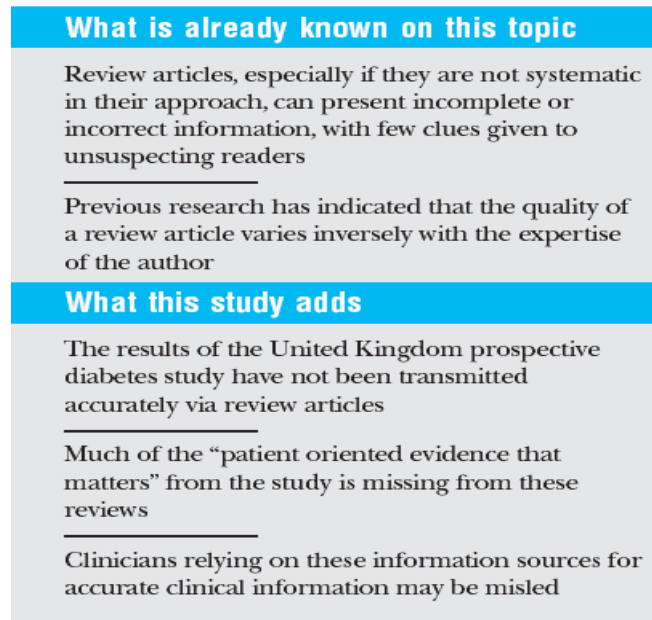 What is already known on this topic
Review articles, especially if they are not systematic
in their approach, can present incomplete or
incorrect information, with few clues given to
unsuspecting readers
Previous research has indicated that the quality of
a review article varies inversely with the expertise
of the author
What this study adds
The results of the United Kingdom prospective
diabetes study have not been transmitted
accurately via review articles
Much of the “patient oriented evidence that
matters” from the study is missing from these
reviews
Clinicians relying on these information sources for
accurate clinical information may be misled